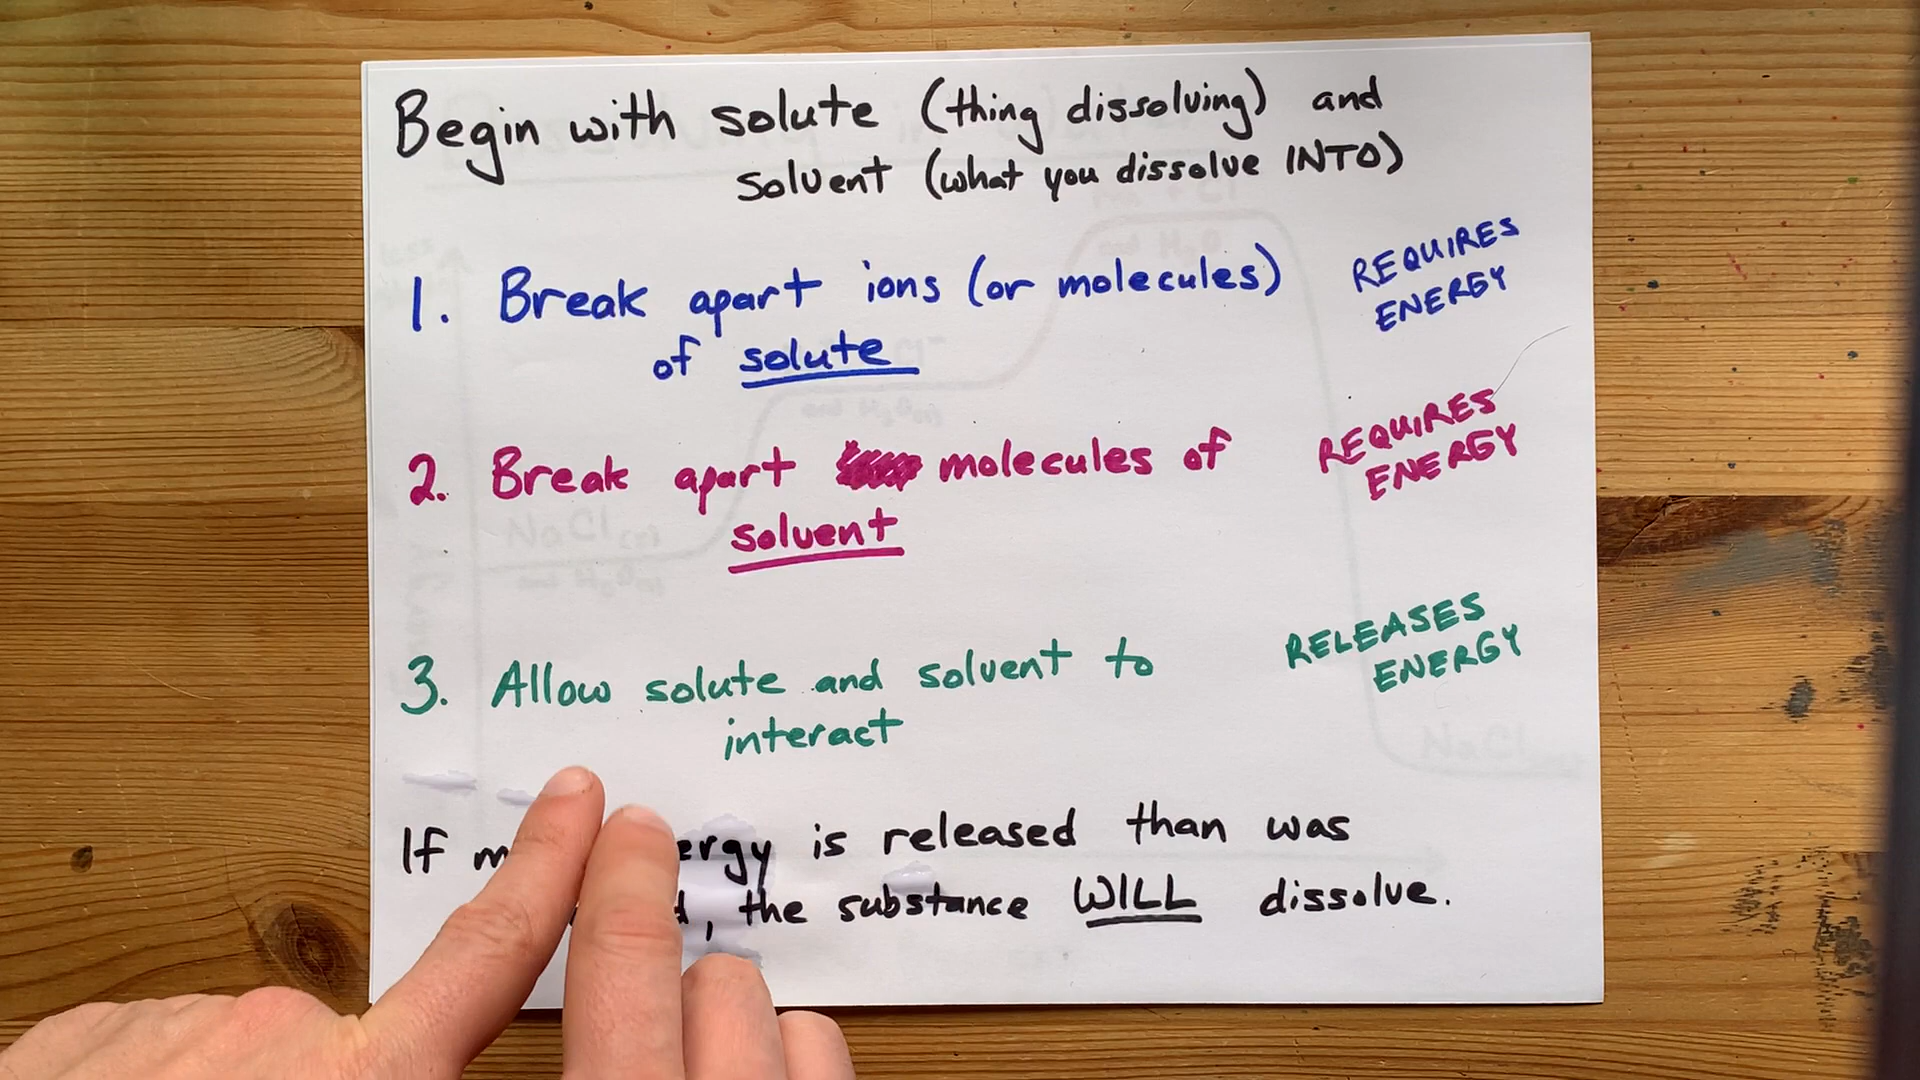 Begin with solute (thing dissolving) and
solvent (what you dissolve INTO)
1. Break apart ions (or molecules)
of solute
REQUIRES
ENERGY
2. Break apart molecules of
solvent
REQUIRES
ENERGY
3. Allow solute and solvent to
interact
RELEASES
ENERGY
If is released than was
, the substance WILL dissolve.